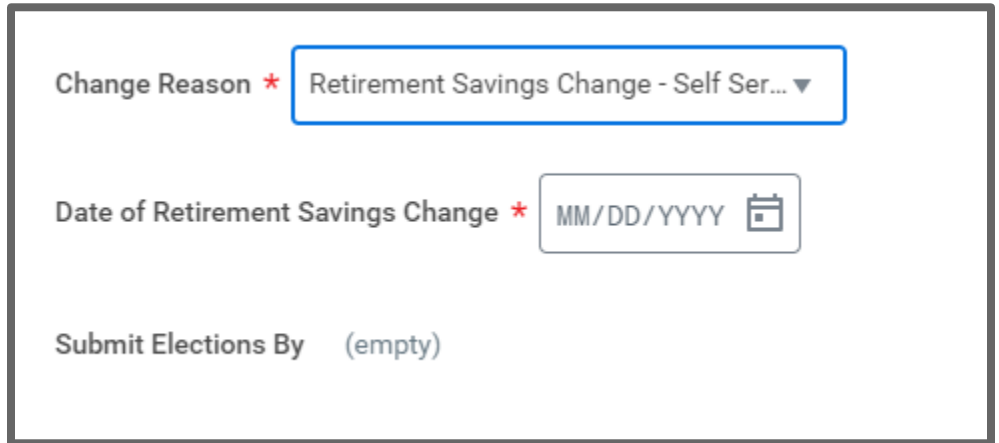 Change Reason * Retirement Savings Change - Self Ser...
Date of Retirement Savings Change * MM/DD/YYYY
Submit Elections By (empty)